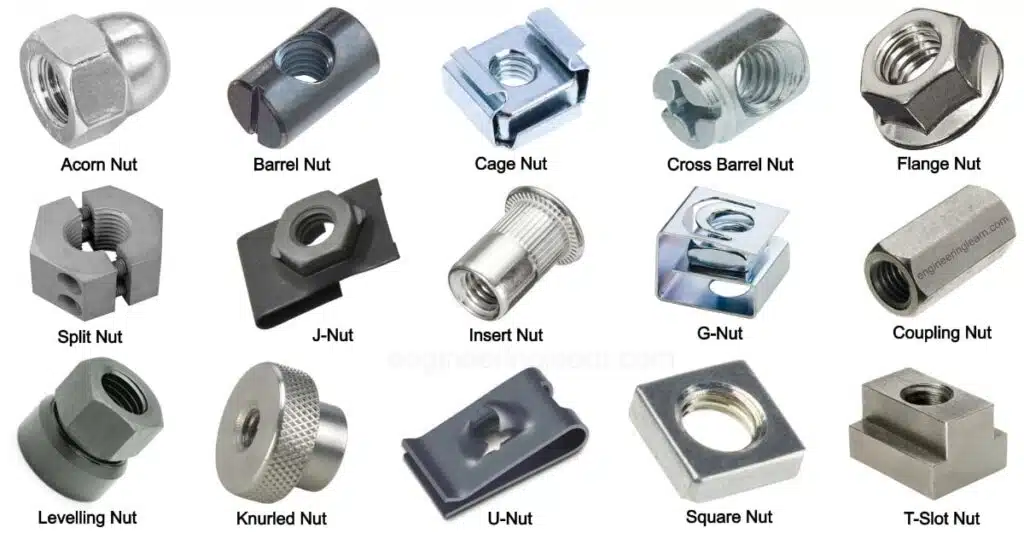 Acorn Nut
Barrel Nut
Cage Nut
Cross Barrel Nut
Flange Nut
engineeringlearn.com
Split Nut
J-Nut
Insert Nut
G-Nut
Coupling Nut
engineeringlearn.com
Levelling Nut
Knurled Nut
U-Nut
Square Nut
T-Slot Nut